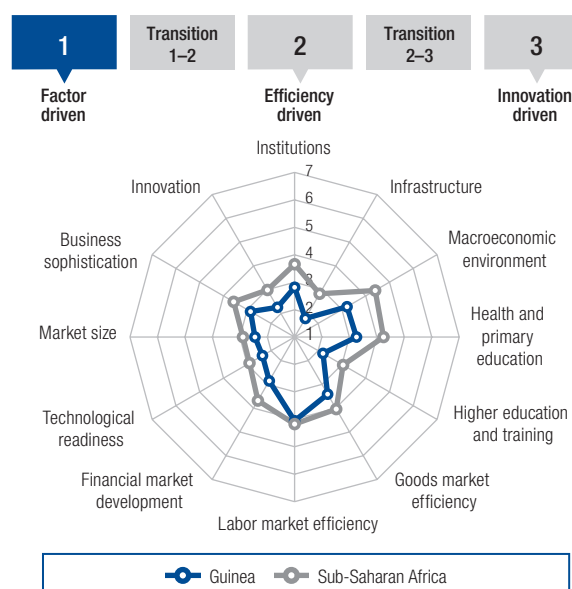 1
Transition
1–2
2
Transition
2–3
3
Factor
driven
Efficiency
driven
Innovation
driven
Institutions
7
6
5
4
3
2
1
Infrastructure
Macroeconomic
environment
Health and
primary
education
Higher education
and training
Goods market
efficiency
Labor market efficiency
Financial market
development
Technological
readiness
Market size
Business
sophistication
Innovation
Guinea
Sub-Saharan Africa